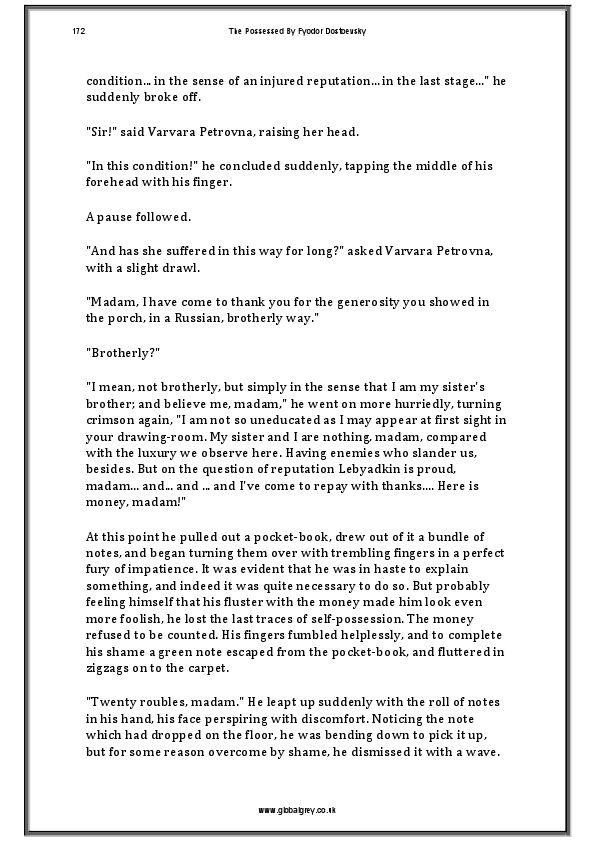 172
The Possessed By Fyodor Dostoevsky
condition... in the sense of an injured reputation... in the last stage..." he
suddenly broke off.
"Sir!" said Varvara Petrovna, raising her head.
"In this condition!" he concluded suddenly, tapping the middle of his
forehead with his finger.
A pause followed.
"And has she suffered in this way for long?" asked Varvara Petrovna,
with a slight drawl.
"Madam, I have come to thank you for the generosity you showed in
the porch, in a Russian, brotherly way."
"Brotherly?"
"I mean, not brotherly, but simply in the sense that I am my sister's
brother; and believe me, madam," he went on more hurriedly, turning
crimson again, "I am not so uneducated as I may appear at first sight in
your drawing-room. My sister and I are nothing, madam, compared
with the luxury we observe here. Having enemies who slander us,
besides. But on the question of reputation Lebyadkin is proud,
madam... and... and ... and I've come to repay with thanks.... Here is
money, madam!"
At this point he pulled out a pocket-book, drew out of it a bundle of
notes, and began turning them over with trembling fingers in a perfect
fury of impatience. It was evident that he was in haste to explain
something, and indeed it was quite necessary to do so. But probably
feeling himself that his fluster with the money made him look even
more foolish, he lost the last traces of self-possession. The money
refused to be counted. His fingers fumbled helplessly, and to complete
his shame a green note escaped from the pocket-book, and fluttered in
zigzags on to the carpet.
"Twenty roubles, madam." He leapt up suddenly with the roll of notes
in his hand, his face perspiring with discomfort. Noticing the note
which had dropped on the floor, he was bending down to pick it up,
but for some reason overcome by shame, he dismissed it with a wave.
www.globalgrey.co.uk